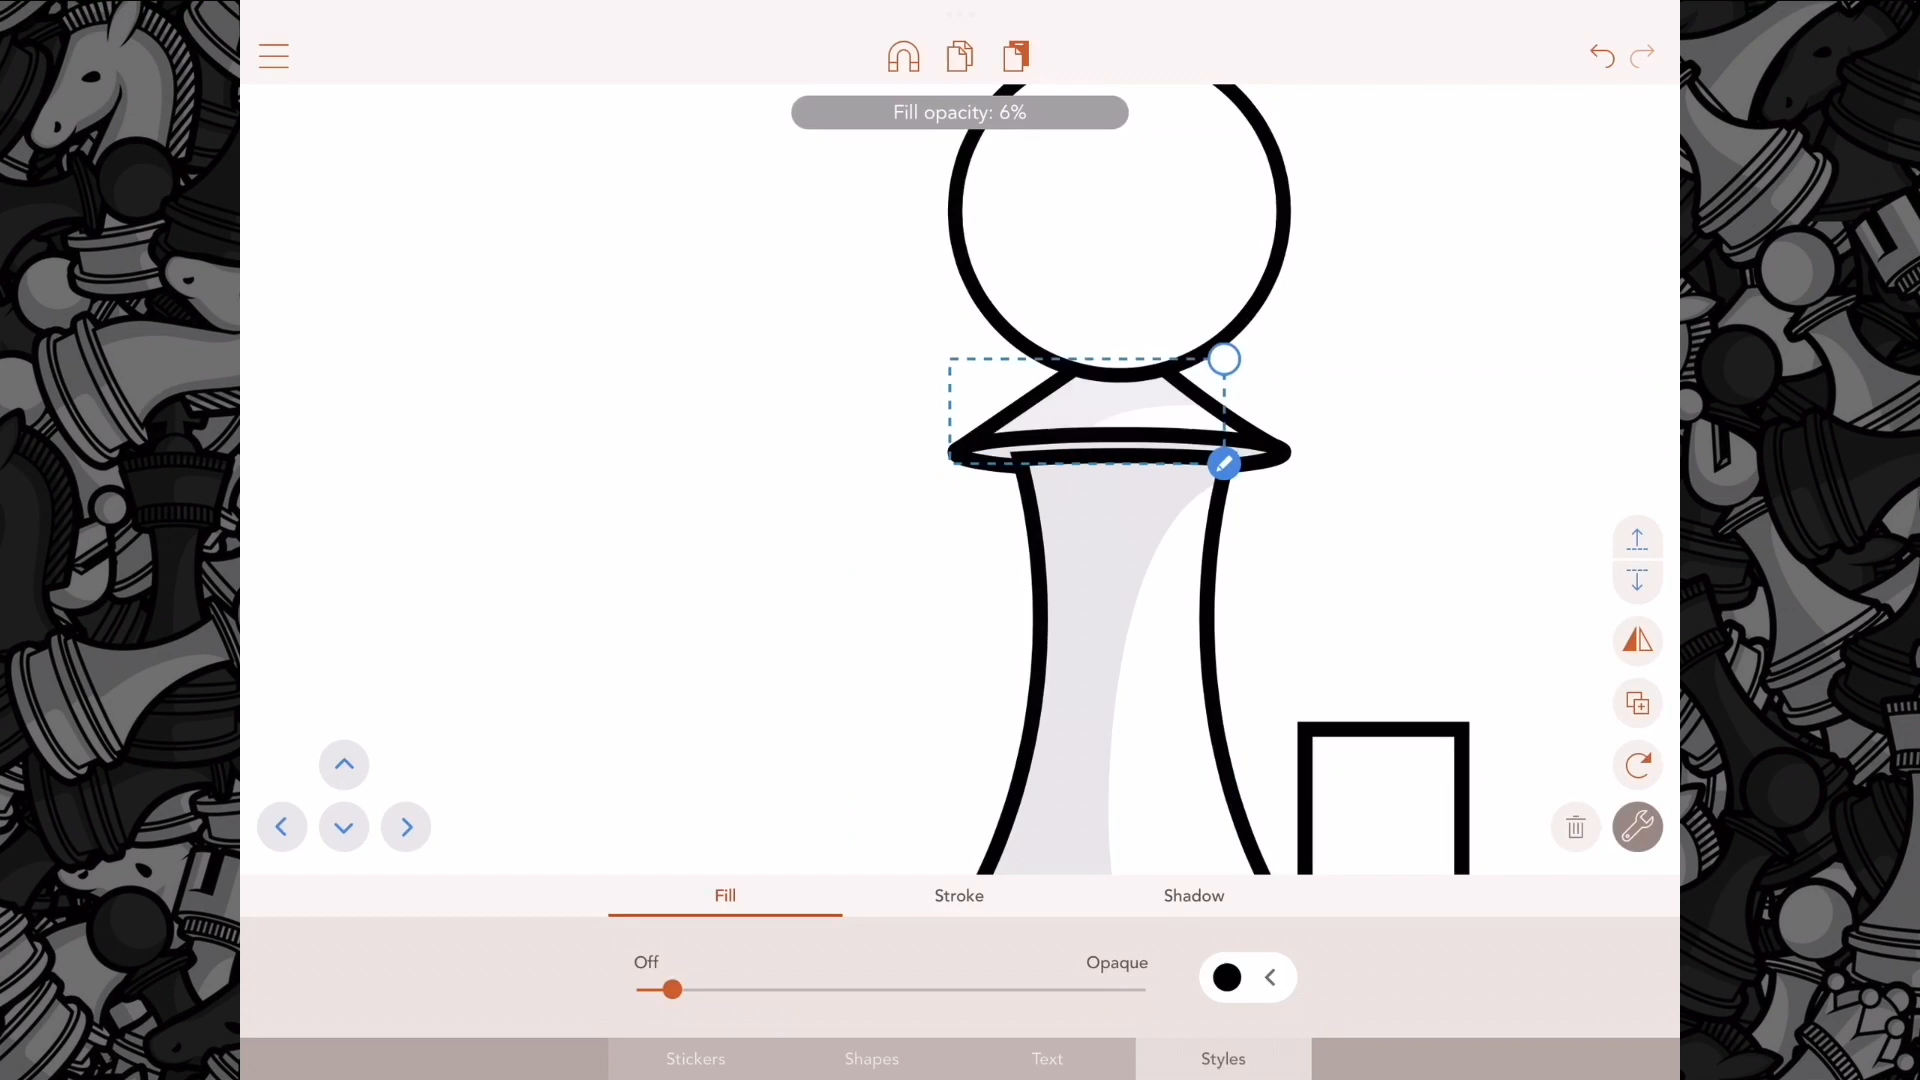 Fill opacity: 6%
Fill
Stroke
Shadow
Off
Opaque
Stickers
Shapes
Text
Styles